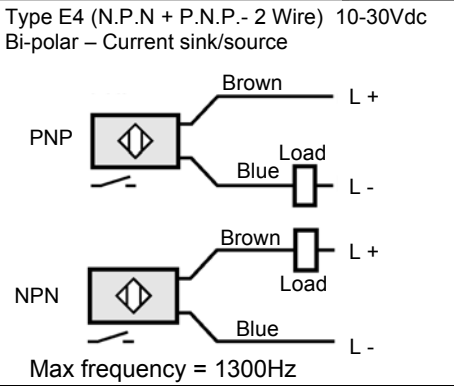 Type E4 (N.P.N + P.N.P.- 2 Wire) 10-30Vdc
Bi-polar – Current sink/source
Brown
L +
PNP
Load
Blue
L -
Brown
L +
Load
NPN
Blue
L -
Max frequency = 1300Hz